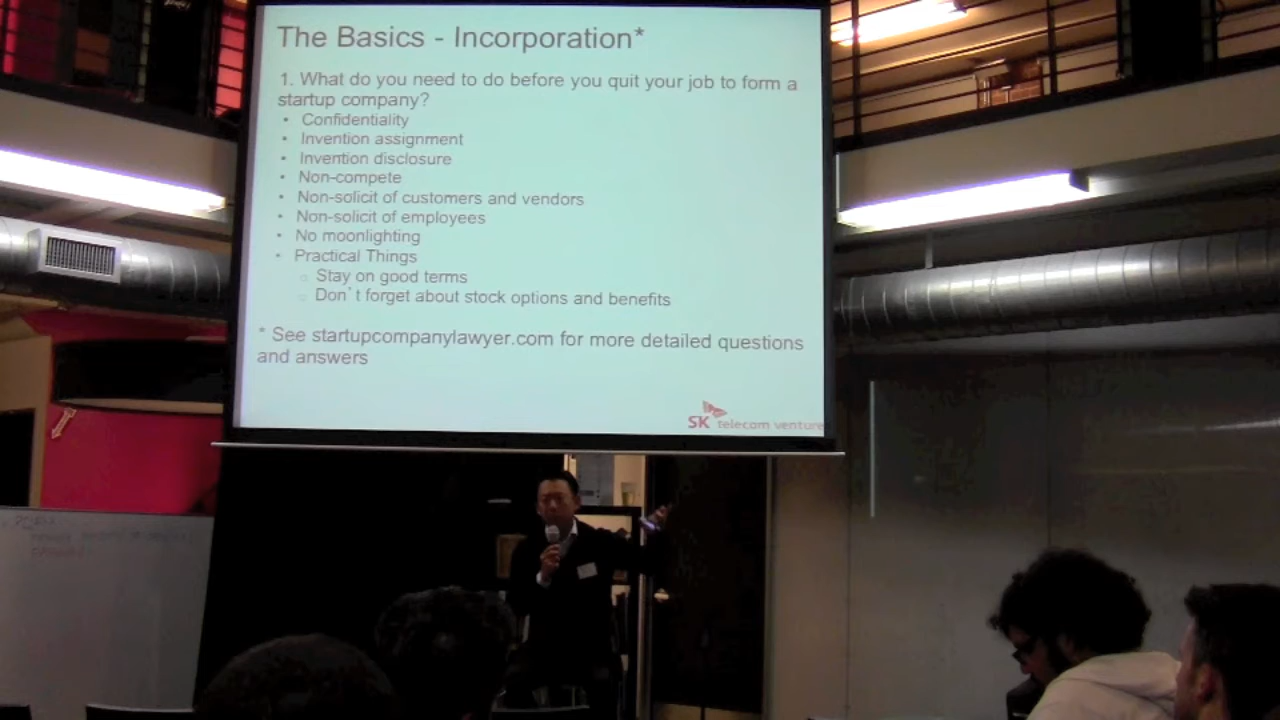 The Basics - Incorporation*
1. What do you need to do before you quit your job to form a
startup company?
• Confidentiality
• Invention assignment
• Invention disclosure
• Non-compete
• Non-solicit of customers and vendors
• Non-solicit of employees
• No moonlighting
• Practical Things
○ Stay on good terms
○ Don't forget about stock options and benefits
* See startupcompanylawyer.com for more detailed questions
and answers
SK telecom venture